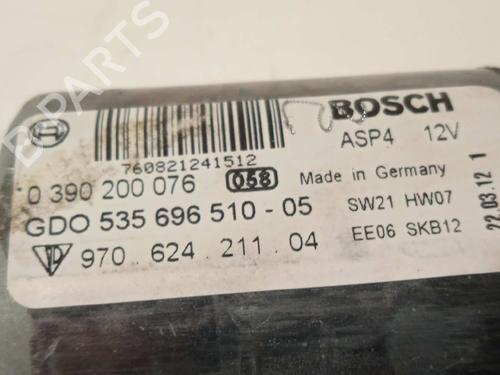 B PARTS
BOSCH
ASP4 12V
760821241512
0 390 200 076 058 Made in Germany
GDO 535 696 510 - 05 SW21 HW07
970.624.211.04 EE06 SKB12
22.03.12 1